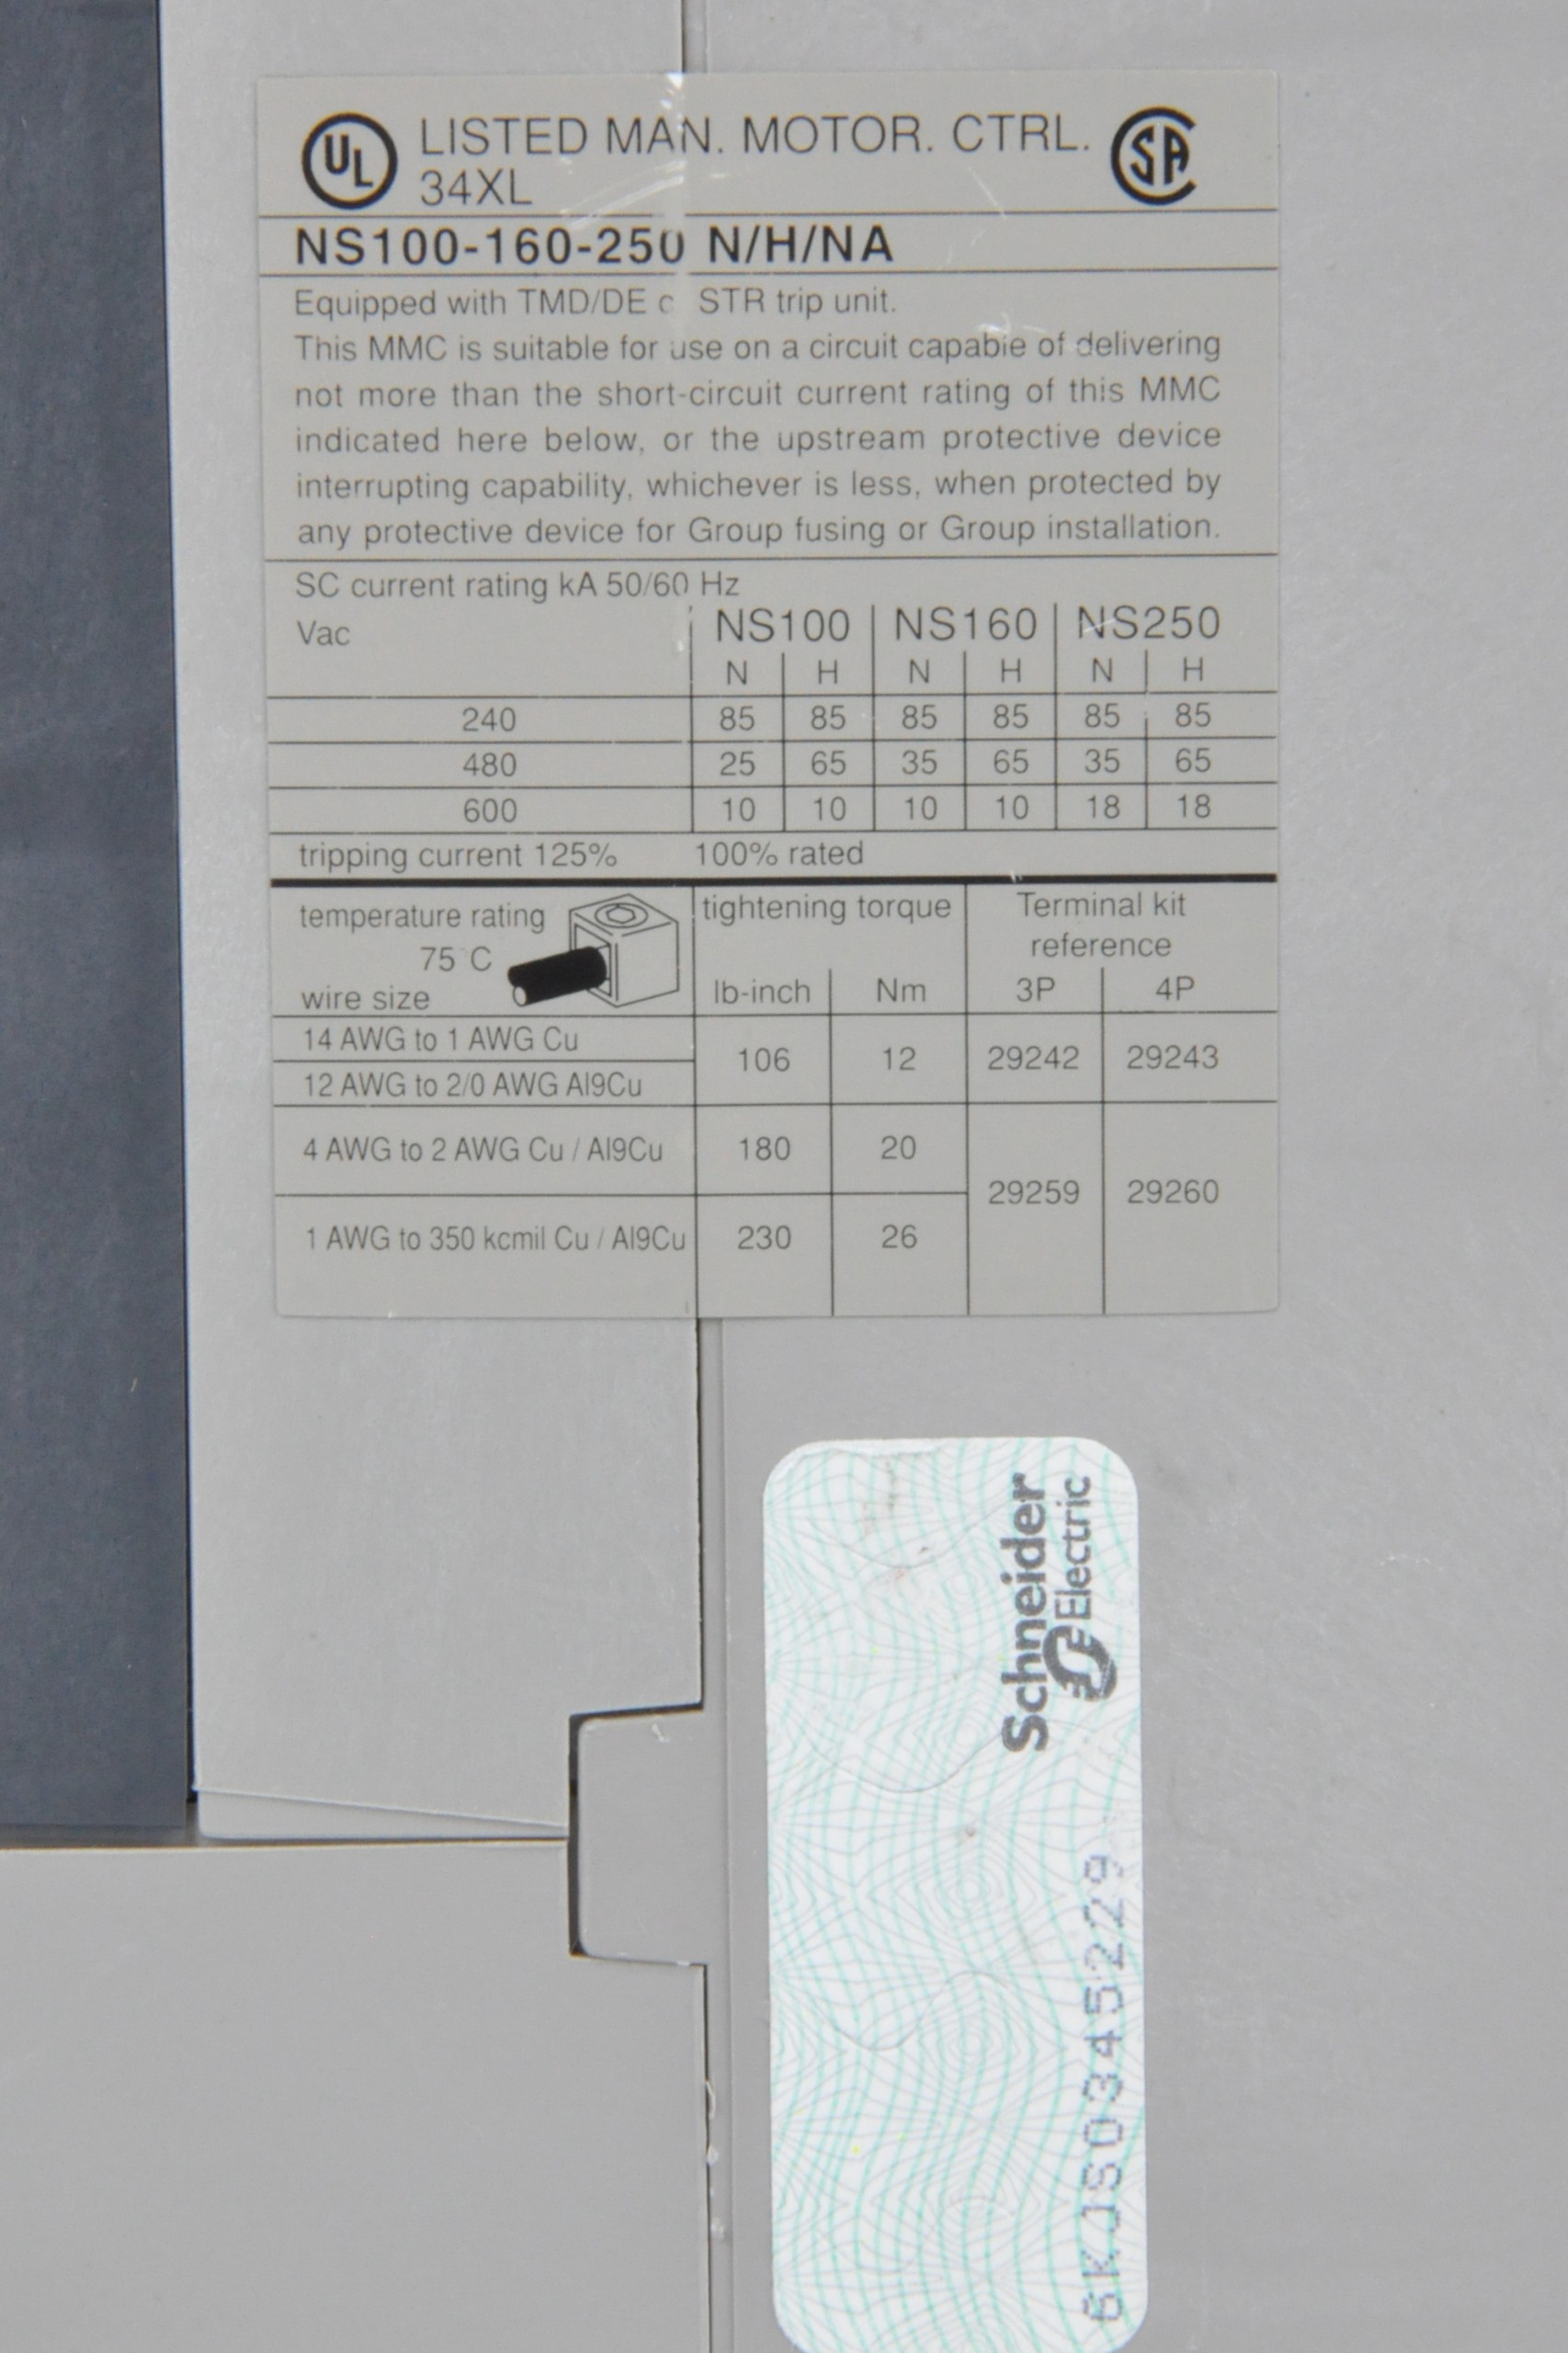 UL LISTED MAN. MOTOR. CTRL. SA
34XL
NS100-160-250 N/H/NA
Equipped with TMD/DE STR trip unit.
This MMC is suitable for use on a circuit capable of delivering
not more than the short-circuit current rating of this MMC
indicated here below, or the upstream protective device
interrupting capability, whichever is less, when protected by
any protective device for Group fusing or Group installation.
SC current rating kA 50/60 Hz
Vac NS100 NS160 NS250
N H N H N H
240 85 85 85 85 85 85
480 25 65 35 65 35 65
600 10 10 10 10 18 18
tripping current 125% 100% rated
temperature rating tightening torque Terminal kit
75 C reference
wire size lb-inch Nm 3P 4P
14 AWG to 1 AWG Cu 106 12 29242 29243
12 AWG to 2/0 AWG Al9Cu
4 AWG to 2 AWG Cu / Al9Cu 180 20 29259 29260
1 AWG to 350 kcmil Cu / Al9Cu 230 26
Schneider
Electric
6KJS0345229